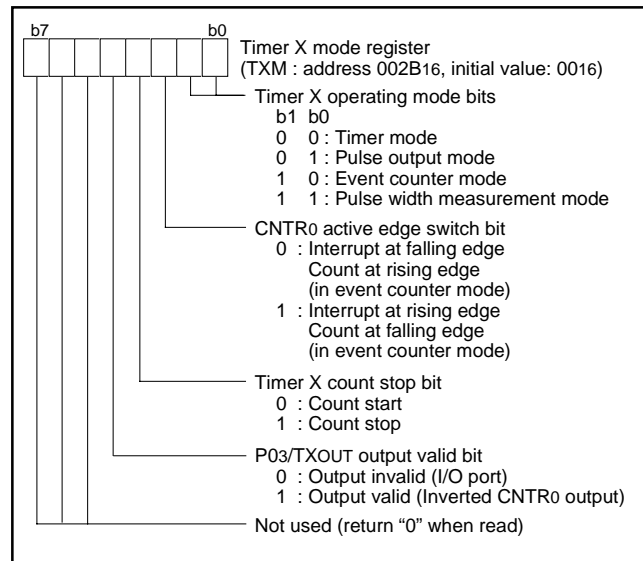 b7 b0
Timer X mode register
(TXM : address 002B16, initial value: 0016)
Timer X operating mode bits
b1 b0
0 0 : Timer mode
0 1 : Pulse output mode
1 0 : Event counter mode
1 1 : Pulse width measurement mode
CNTR0 active edge switch bit
0 : Interrupt at falling edge
Count at rising edge
(in event counter mode)
1 : Interrupt at rising edge
Count at falling edge
(in event counter mode)
Timer X count stop bit
0 : Count start
1 : Count stop
P03/TXOUT output valid bit
0 : Output invalid (I/O port)
1 : Output valid (Inverted CNTR0 output)
Not used (return “0” when read)